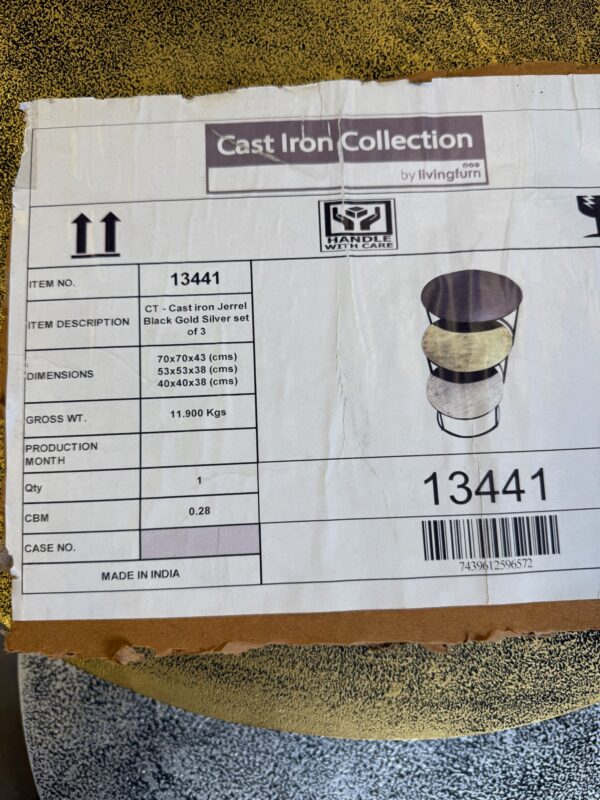 Cast Iron Collection
by livingfurn
HANDLE
WITH CARE
ITEM NO. 13441
ITEM DESCRIPTION CT - Cast iron Jerrel
Black Gold Silver set
of 3
DIMENSIONS 70x70x43 (cms)
53x53x38 (cms)
40x40x38 (cms)
GROSS WT. 11.900 Kgs
PRODUCTION
MONTH
Qty 1
CBM 0.28
CASE NO.
MADE IN INDIA
13441
7439612596572